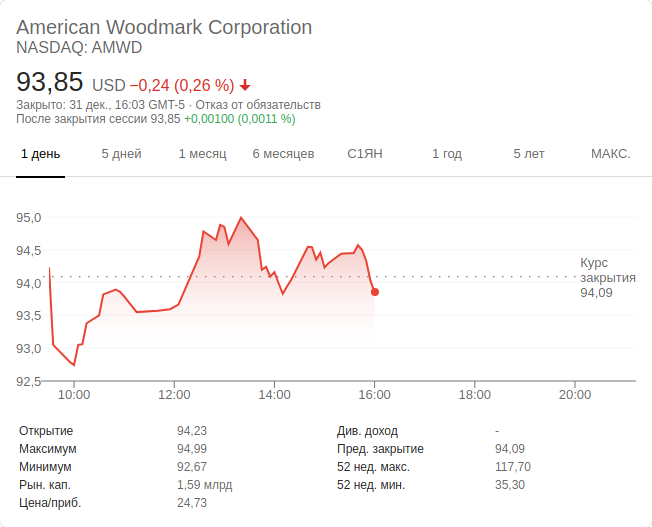 American Woodmark Corporation
NASDAQ: AMWD
93,85 USD −0,24 (0,26 %)
Закрыто: 31 дек., 16:03 GMT-5 · Отказ от обязательств
После закрытия сессии 93,85 +0,00100 (0,0011 %)
1 день 5 дней 1 месяц 6 месяцев С1ЯН 1 год 5 лет МАКС.
95,0
94,5
94,0
93,5
93,0
92,5
Курс
закрытия
94,09
10:00 12:00 14:00 16:00 18:00 20:00
Открытие 94,23
Максимум 94,99
Минимум 92,67
Рын. кап. 1,59 млрд
Цена/приб. 24,73
Див. доход -
Пред. закрытие 94,09
52 нед. макс. 117,70
52 нед. мин. 35,30